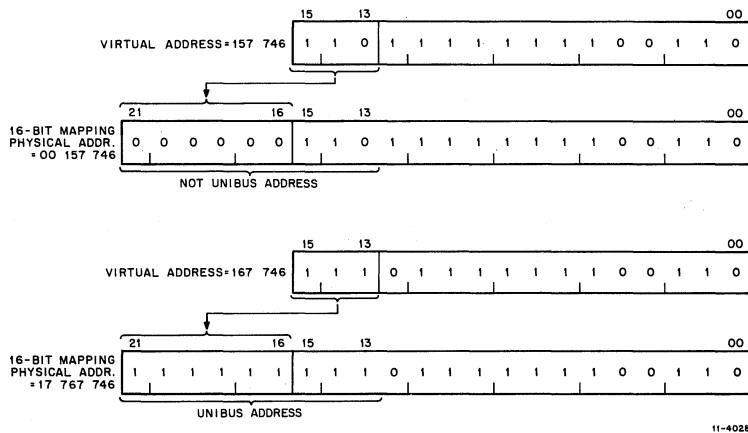 15 13 00
VIRTUAL ADDRESS=157 746 1 1 0 1 1 1 1 1 1 1 1 0 0 1 1 0
21 16 15 13 00
16-BIT MAPPING
PHYSICAL ADDR.
=00 157 746
0 0 0 0 0 0 1 1 0 1 1 1 1 1 1 1 1 0 0 1 1 0
NOT UNIBUS ADDRESS
15 13 00
VIRTUAL ADDRESS=167 746 1 1 1 0 1 1 1 1 1 1 1 0 0 1 1 0
21 16 15 13 00
16-BIT MAPPING
PHYSICAL ADDR.
=17 767 746
1 1 1 1 1 1 1 1 1 0 1 1 1 1 1 1 1 0 0 1 1 0
UNIBUS ADDRESS
11-4028